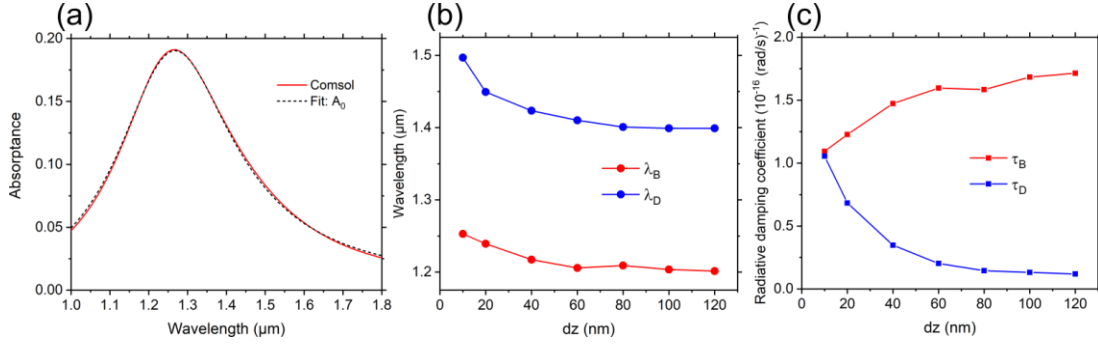 (a)
0.20
0.15
0.10
0.05
0.00
Absorptance
Comsol
Fit: A₀
1.0 1.1 1.2 1.3 1.4 1.5 1.6 1.7 1.8
Wavelength (μm)
(b)
1.5
1.4
1.3
1.2
Wavelength (μm)
λ_B
λ_D
0 20 40 60 80 100 120
dz (nm)
(c)
2.0
1.5
1.0
0.5
0.0
Radiative damping coefficient (10⁻¹⁶ (rad/s)⁻¹)
τ_B
τ_D
0 20 40 60 80 100 120
dz (nm)